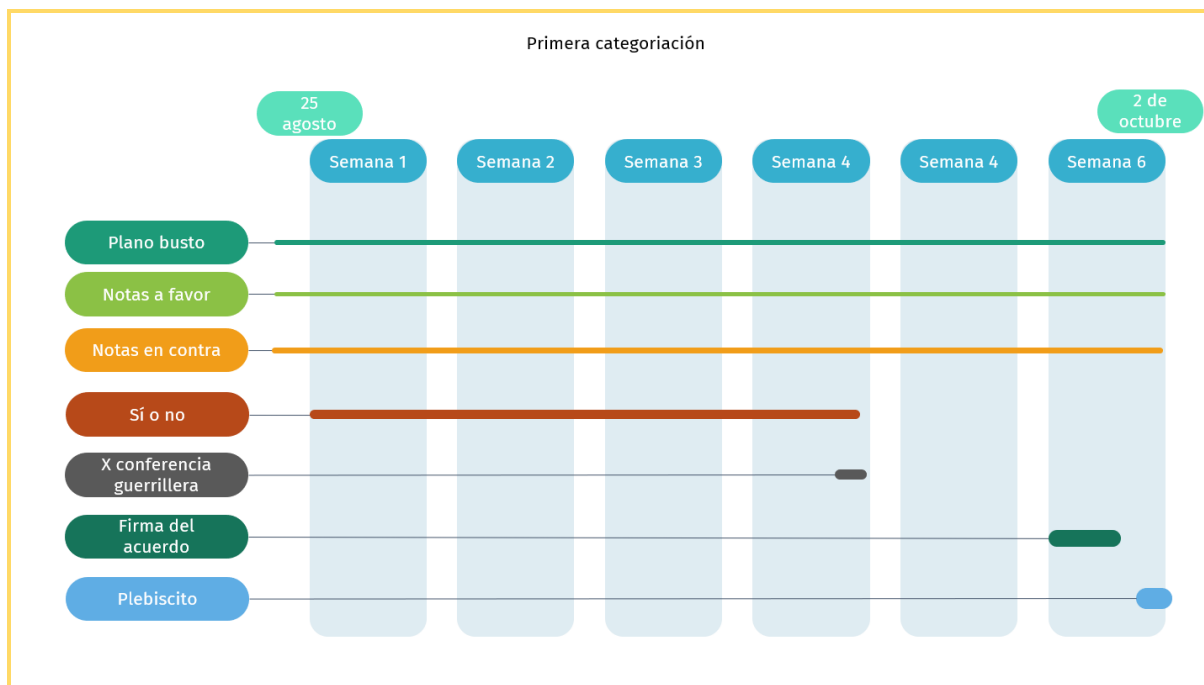 Primera categoriación
25
agosto
2 de
octubre
Semana 1
Semana 2
Semana 3
Semana 4
Semana 4
Semana 6
Plano busto
Notas a favor
Notas en contra
Sí o no
X conferencia
guerrillera
Firma del
acuerdo
Plebiscito